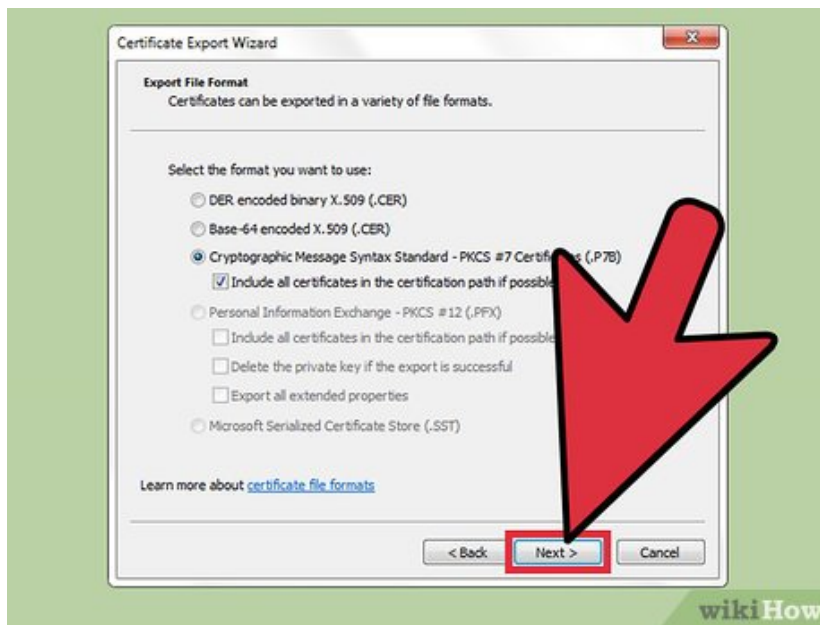 Certificate Export Wizard
Export File Format
Certificates can be exported in a variety of file formats.
Select the format you want to use:
DER encoded binary X.509 (.CER)
Base-64 encoded X.509 (.CER)
Cryptographic Message Syntax Standard - PKCS #7 Certificates (.P7B)
Include all certificates in the certification path if possible
Personal Information Exchange - PKCS #12 (.PFX)
Include all certificates in the certification path if possible
Delete the private key if the export is successful
Export all extended properties
Microsoft Serialized Certificate Store (.SST)
Learn more about certificate file formats
< Back Next > Cancel
wikiHow